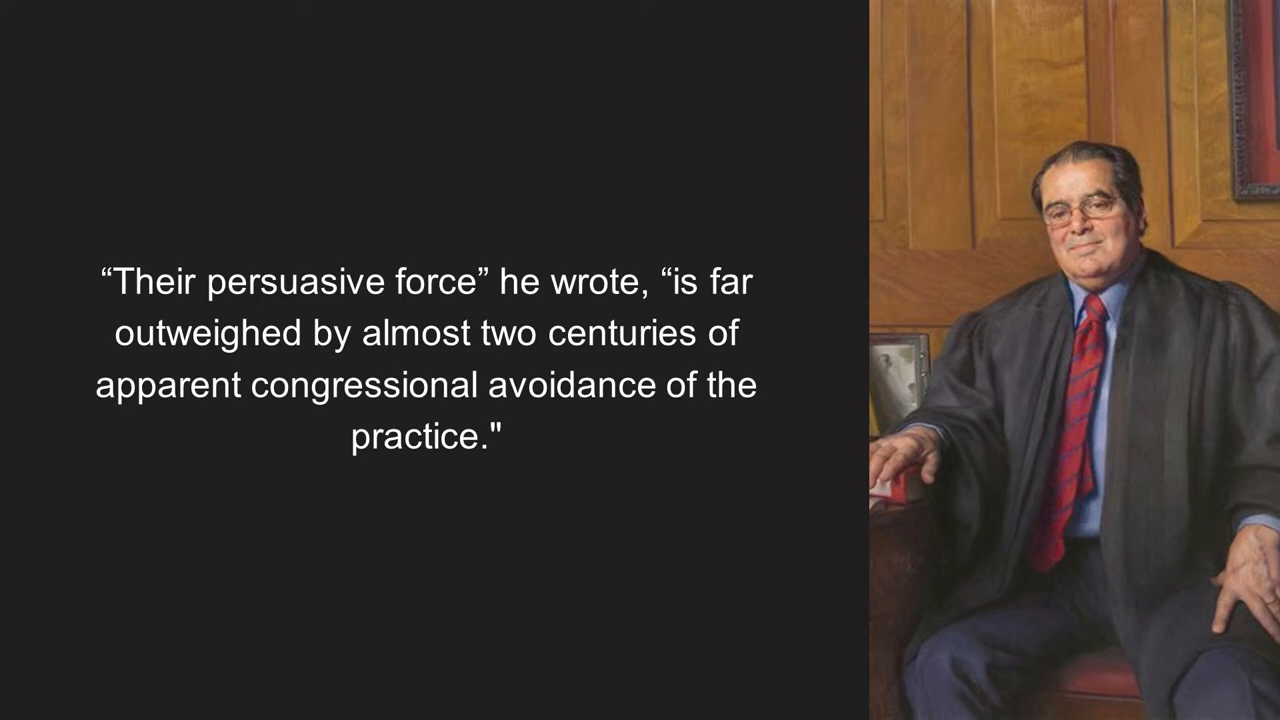 “Their persuasive force” he wrote, “is far
outweighed by almost two centuries of
apparent congressional avoidance of the
practice."